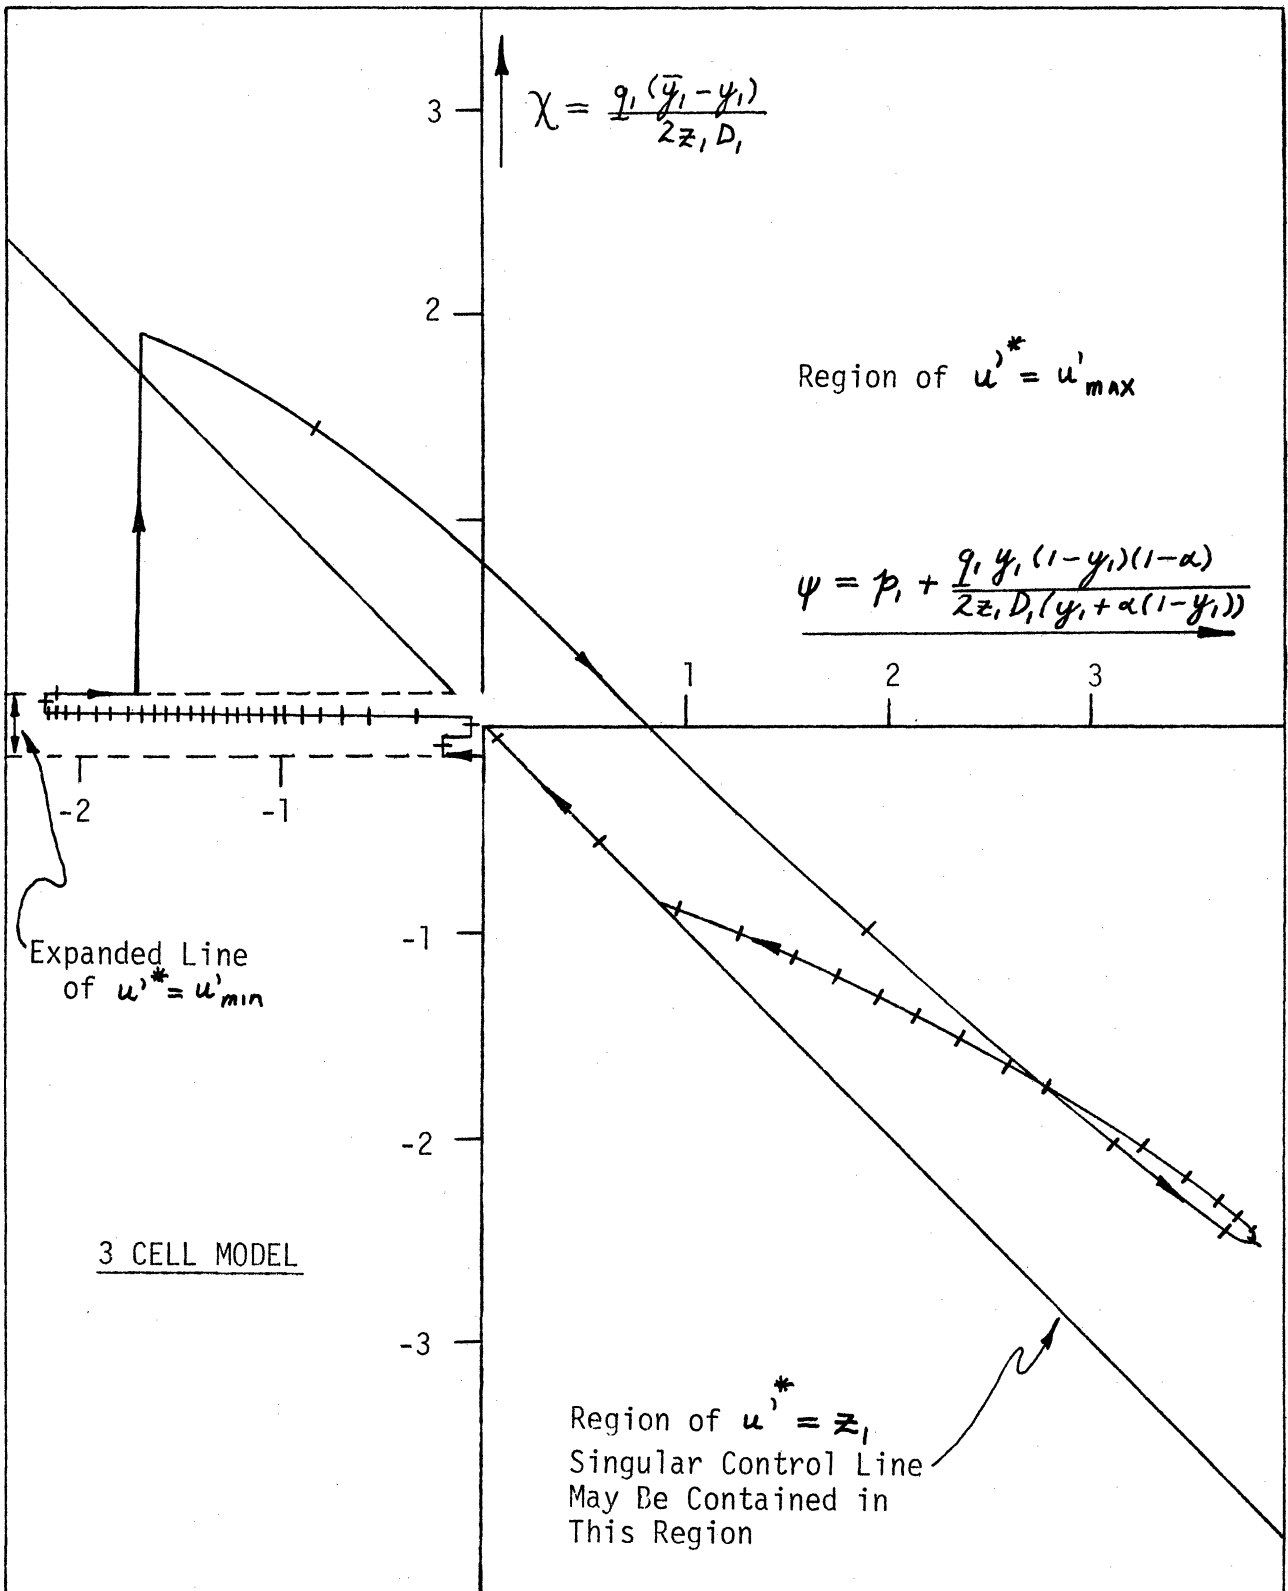 3
χ = q₁(ȳ₁ − y₁) / 2z₁D₁
2
Region of u'* = u'max
ψ = p₁ + q₁y₁(1−y₁)(1−α) / 2z₁D₁(y₁+α(1−y₁))
1 2 3
-2 -1
Expanded Line
of u'* = u'min
-1
-2
3 CELL MODEL
-3
Region of u'* = z₁
Singular Control Line
May Be Contained in
This Region